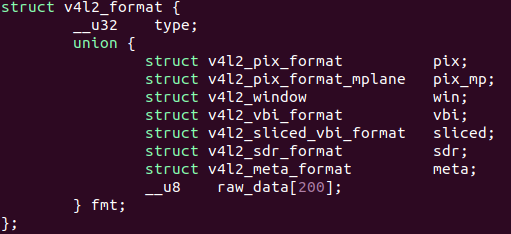 struct v4l2_format {
        __u32    type;
        union {
                struct v4l2_pix_format          pix;
                struct v4l2_pix_format_mplane   pix_mp;
                struct v4l2_window              win;
                struct v4l2_vbi_format          vbi;
                struct v4l2_sliced_vbi_format   sliced;
                struct v4l2_sdr_format          sdr;
                struct v4l2_meta_format         meta;
                __u8    raw_data[200];
        } fmt;
};